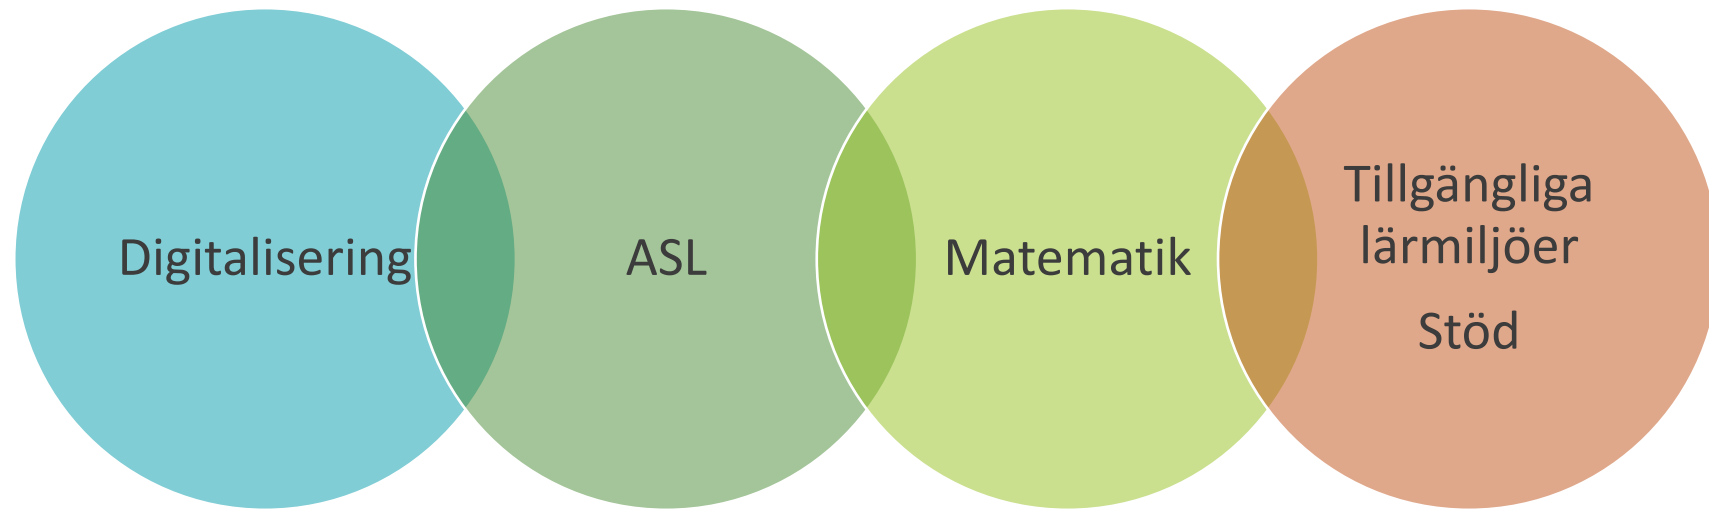 Digitalisering
ASL
Matematik
Tillgängliga
lärmiljöer
Stöd